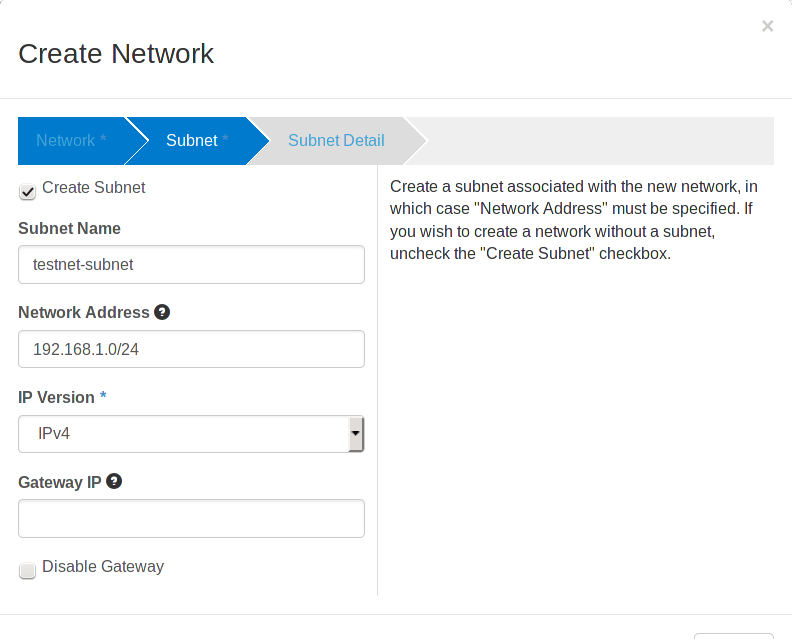 ×
Create Network
Network * Subnet * Subnet Detail
Create Subnet
Subnet Name
testnet-subnet
Network Address ?
192.168.1.0/24
IP Version *
IPv4
Gateway IP ?
Disable Gateway
Create a subnet associated with the new network, in
which case "Network Address" must be specified. If
you wish to create a network without a subnet,
uncheck the "Create Subnet" checkbox.